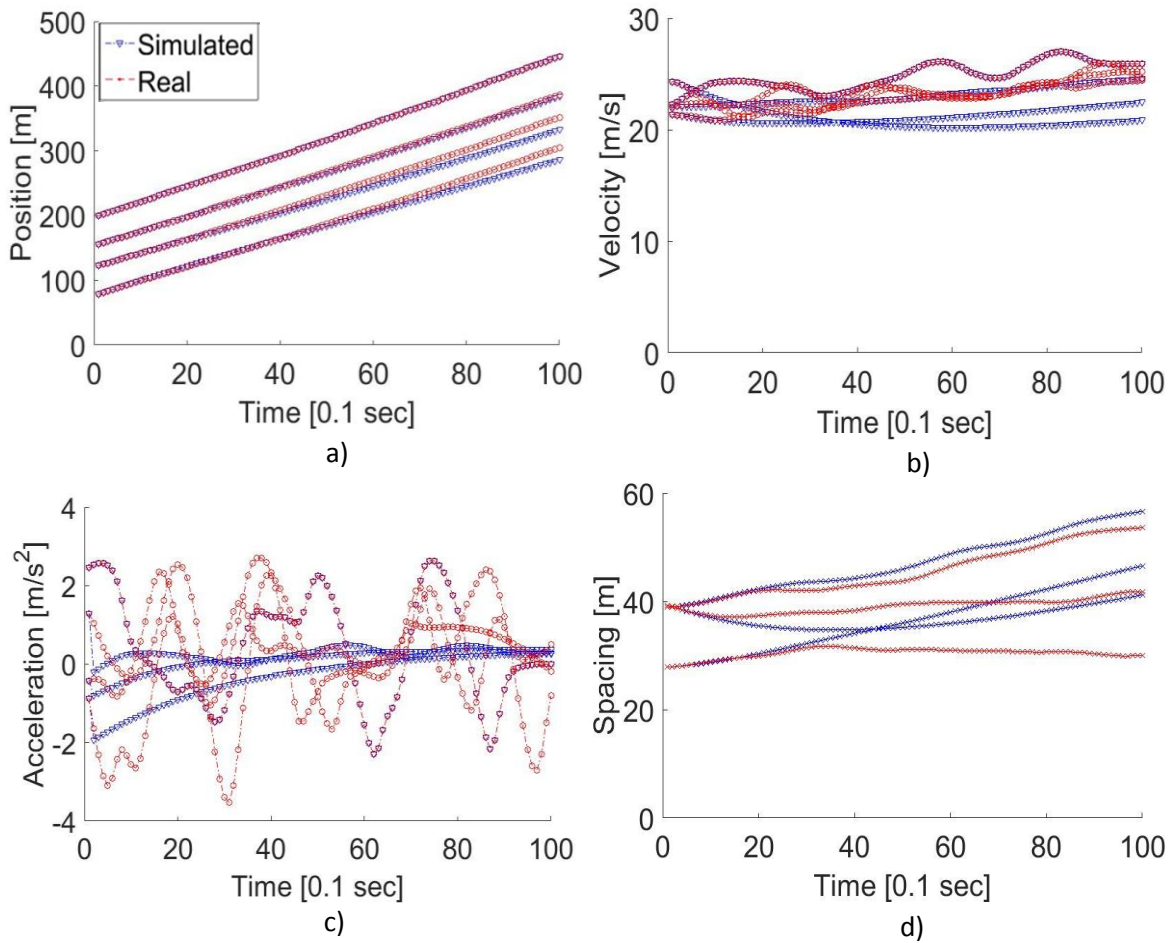 500
400
300
200
100
0
Position [m]
Simulated
Real
0 20 40 60 80 100
Time [0.1 sec]
a)
30
20
10
0
Velocity [m/s]
0 20 40 60 80 100
Time [0.1 sec]
b)
4
2
0
-2
-4
Acceleration [m/s²]
0 20 40 60 80 100
Time [0.1 sec]
c)
60
40
20
0
Spacing [m]
0 20 40 60 80 100
Time [0.1 sec]
d)